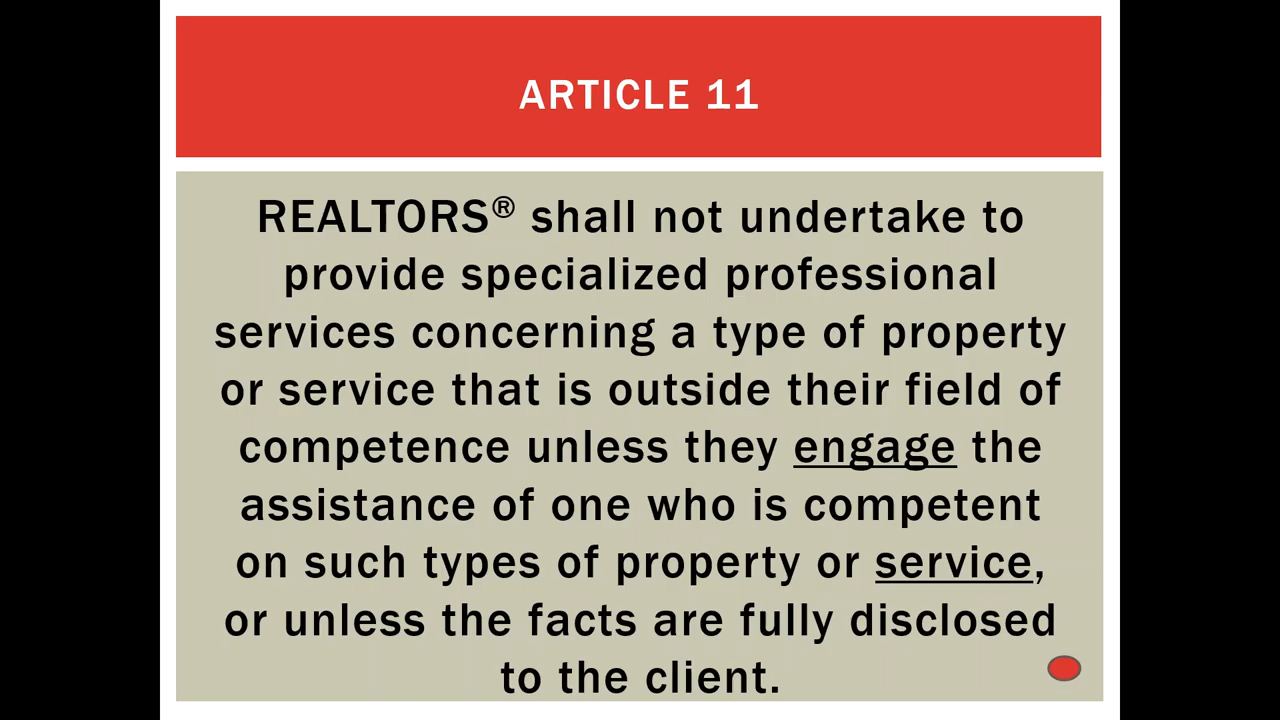 ARTICLE 11
REALTORS® shall not undertake to
provide specialized professional
services concerning a type of property
or service that is outside their field of
competence unless they engage the
assistance of one who is competent
on such types of property or service,
or unless the facts are fully disclosed
to the client.